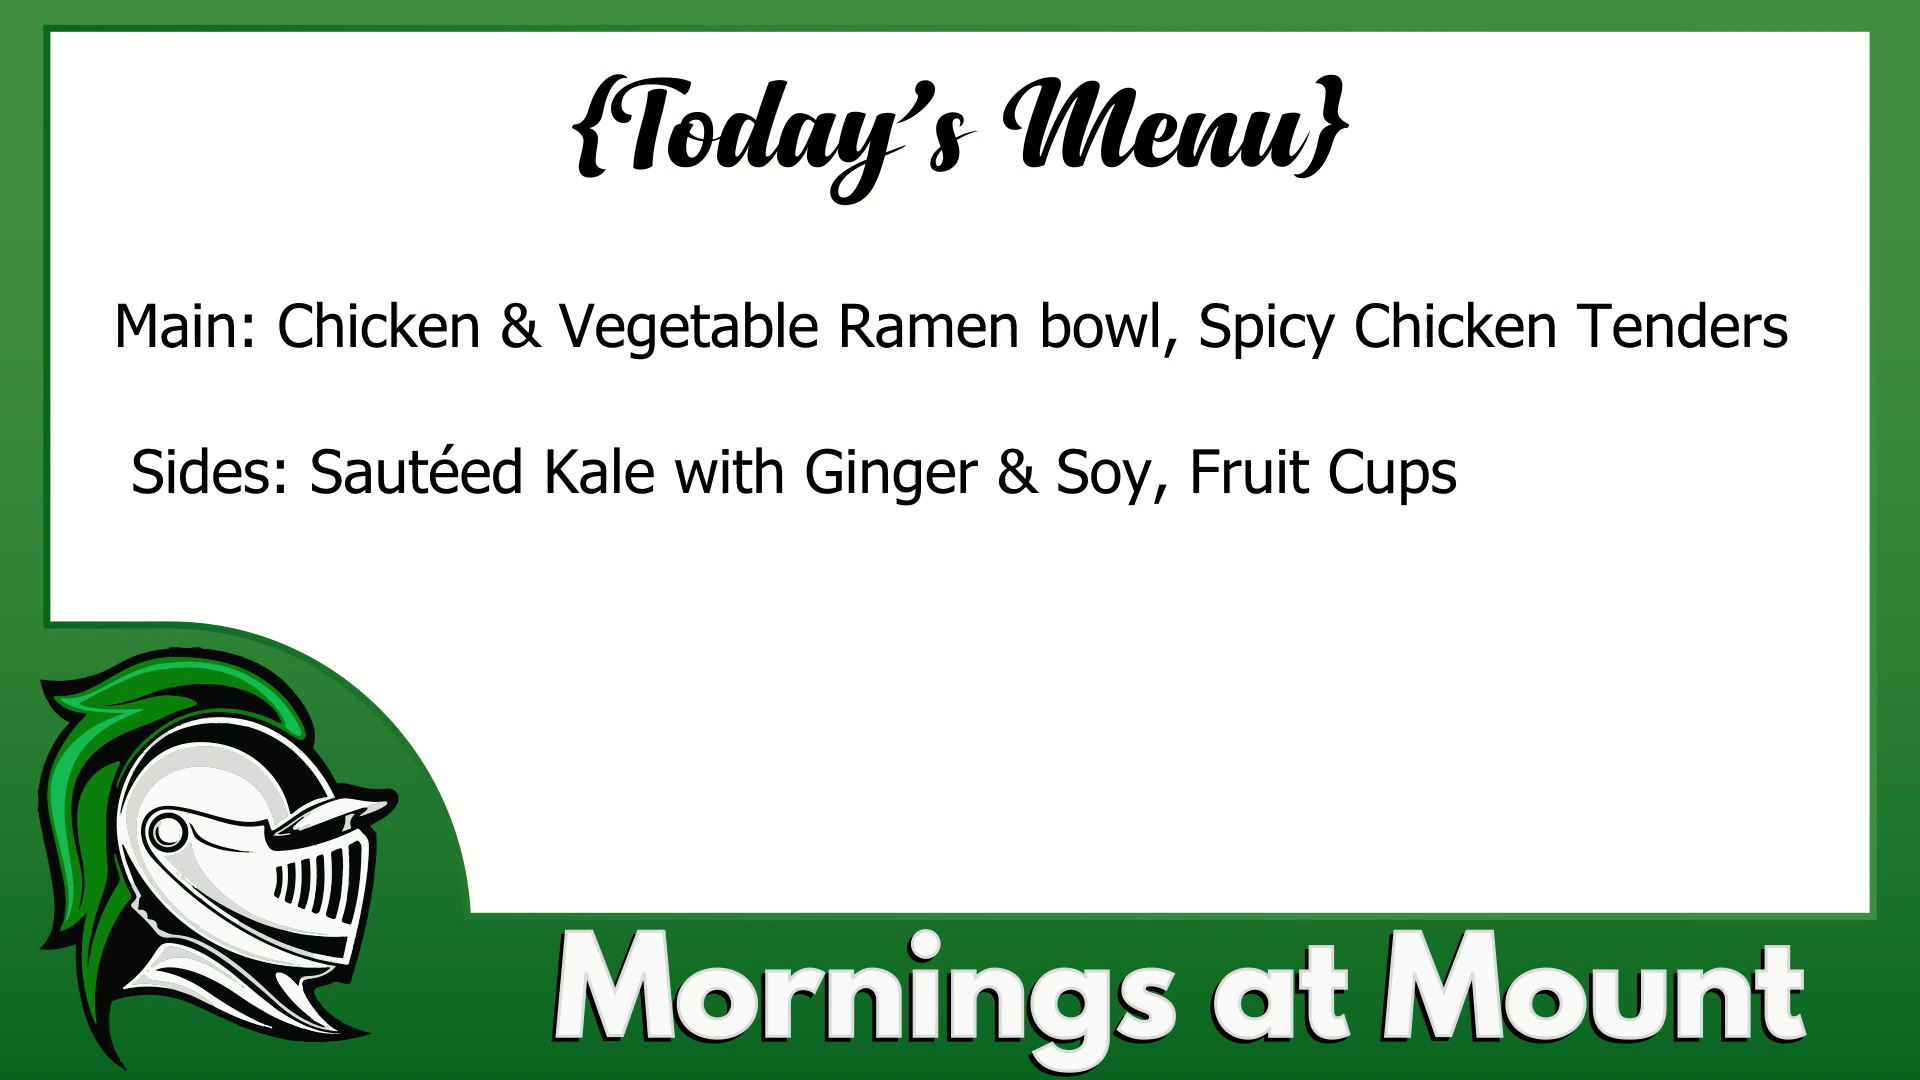 {Today's Menu}
Main: Chicken & Vegetable Ramen bowl, Spicy Chicken Tenders
Sides: Sautéed Kale with Ginger & Soy, Fruit Cups
Mornings at Mount